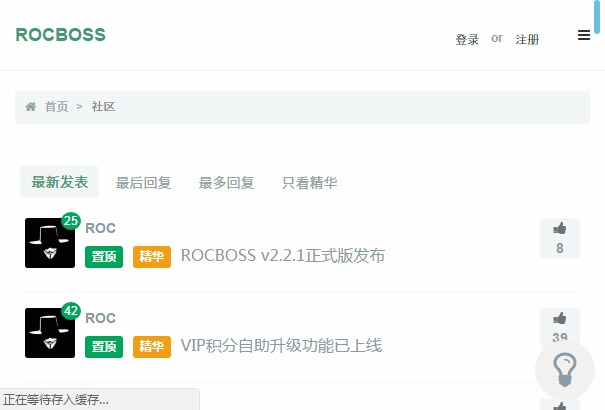 ROCBOSS
登录 or 注册
首页 > 社区
最新发表 最后回复 最多回复 只看精华
25
ROC
置顶 精华 ROCBOSS v2.2.1正式版发布
8
42
ROC
置顶 精华 VIP积分自助升级功能已上线
39
正在等待存入缓存...